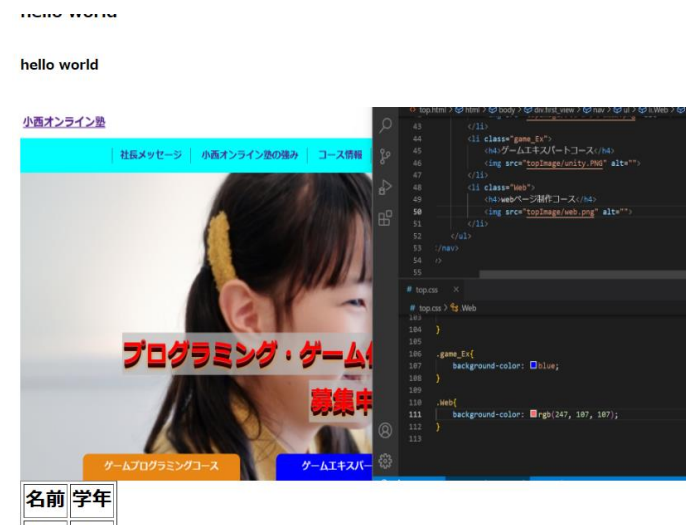 hello world
hello world
小西オンライン塾
社長メッセージ
小西オンライン塾の強み
コース情報
プログラミング・ゲーム
募集中
ゲームプログラミングコース
ゲームエキスパー
top.html > html > body > div.first_view > nav > ul > li.Web >
43 </li>
44 <li class="game_Ex">
45 <h4>ゲームエキスパートコース</h4>
46 <img src="topImage/unity.PNG" alt="">
47 </li>
48 <li class="Web">
49 <h4>webページ制作コース</h4>
50 <img src="topImage/web.png" alt="">
51 </li>
52 </ul>
53 </nav>
54
55
# top.css ×
# top.css > .Web
103
104 }
105
106 .game_Ex{
107 background-color: blue;
108 }
109
110 .Web{
111 background-color: rgb(247, 107, 107);
112 }
113
名前 学年